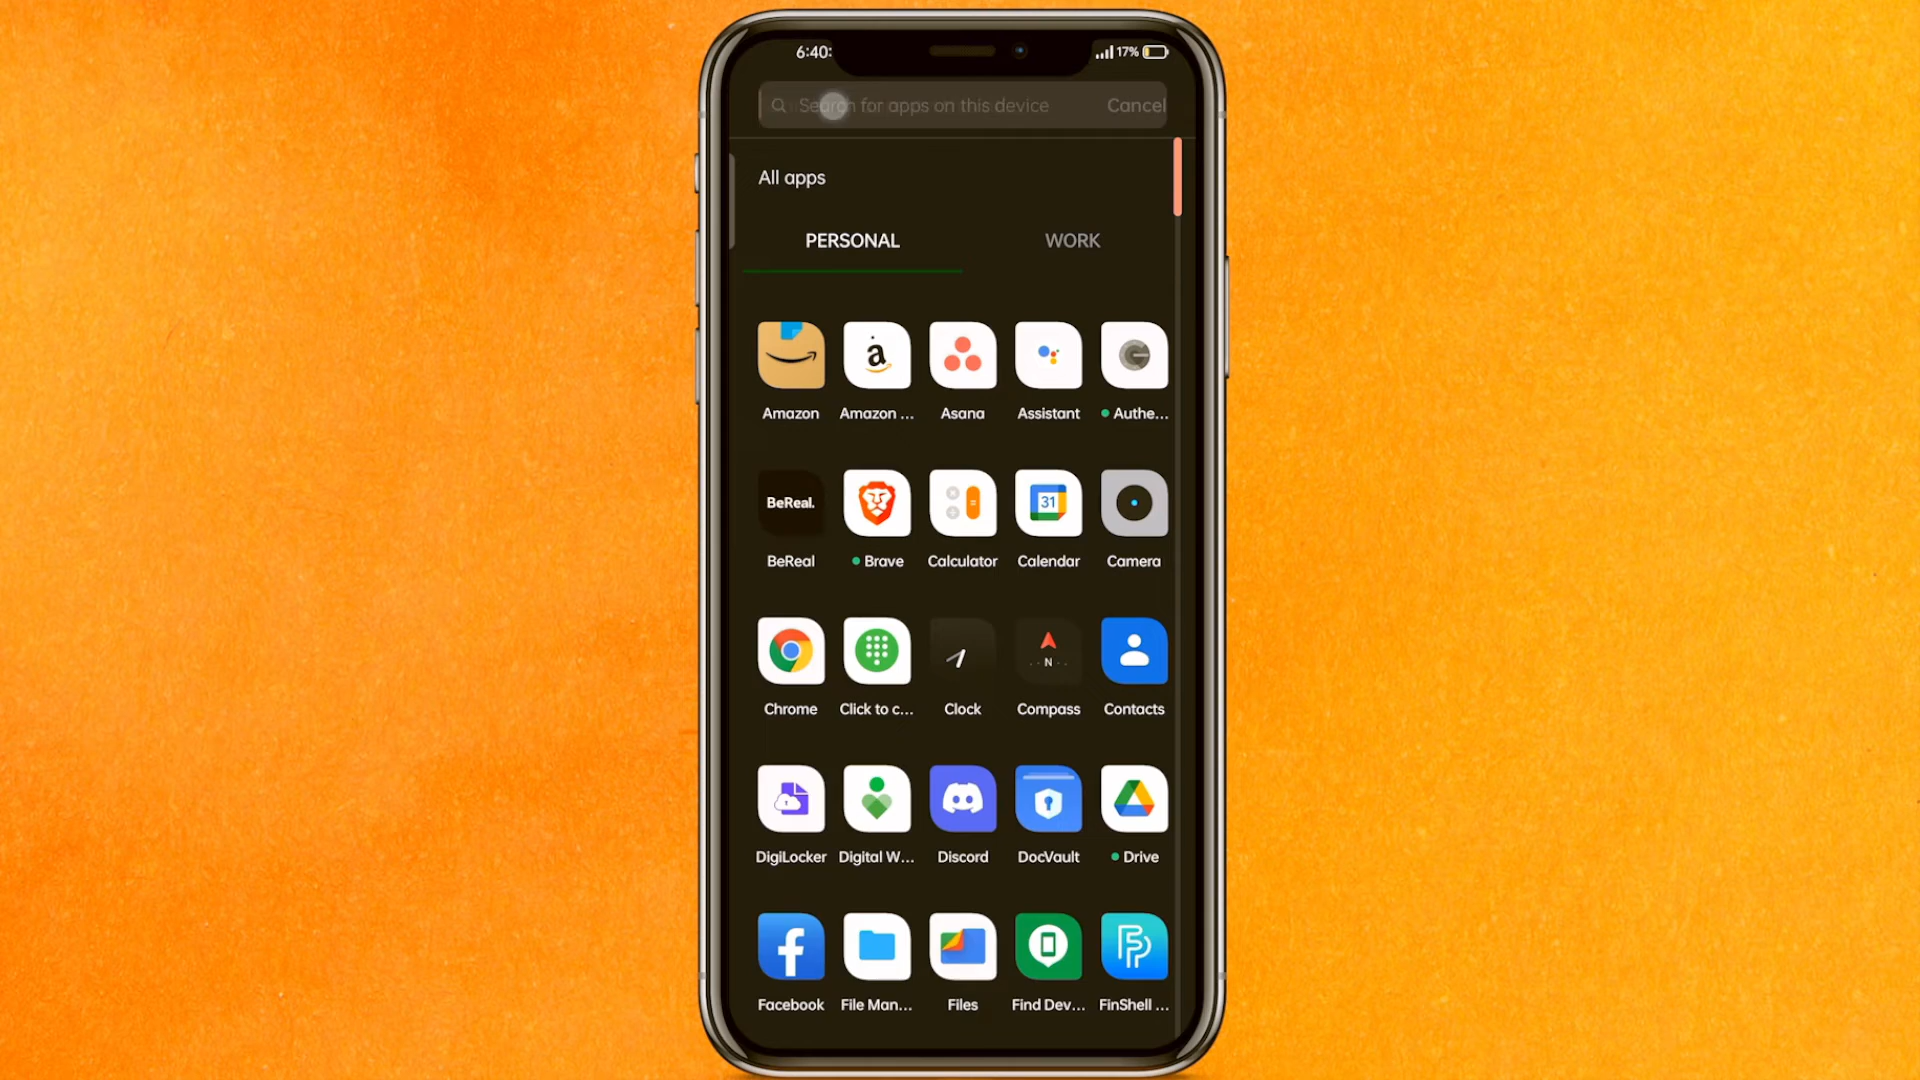 6:40:
17%
Search for apps on this device Cancel
All apps
PERSONAL WORK
a
Amazon Amazon ... Asana Assistant Authe...
BeReal. 31
BeReal Brave Calculator Calendar Camera
N
Chrome Click to c... Clock Compass Contacts
DigiLocker Digital W... Discord DocVault Drive
Facebook File Man... Files Find Dev... FinShell ...